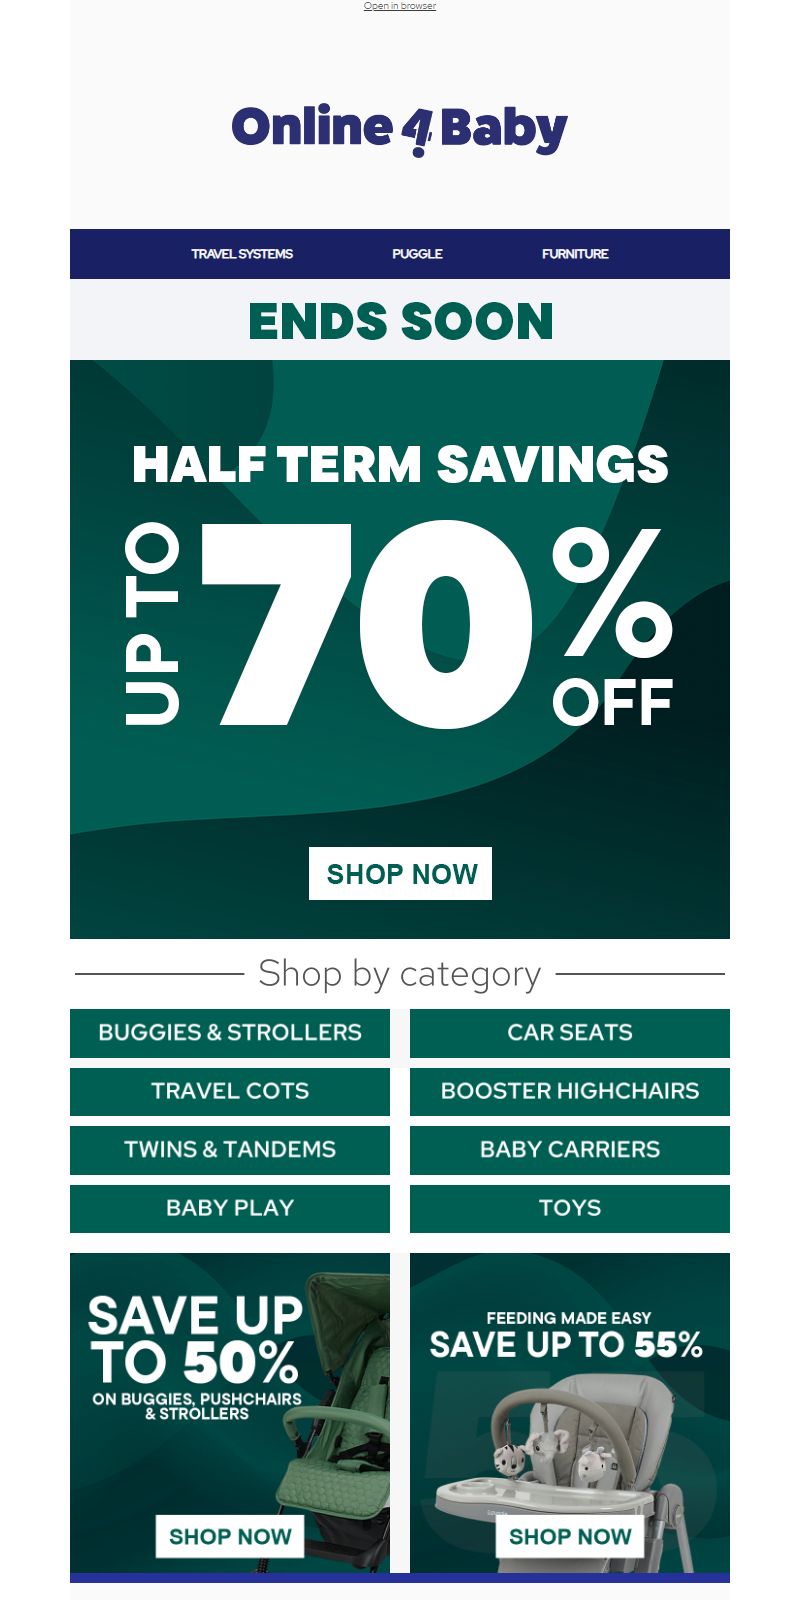 Open in browser
Online 4 Baby
TRAVEL SYSTEMS
PUGGLE
FURNITURE
ENDS SOON
HALF TERM SAVINGS
UP TO
70%
OFF
SHOP NOW
Shop by category
BUGGIES & STROLLERS
CAR SEATS
TRAVEL COTS
BOOSTER HIGHCHAIRS
TWINS & TANDEMS
BABY CARRIERS
BABY PLAY
TOYS
SAVE UP
TO 50%
ON BUGGIES, PUSHCHAIRS
& STROLLERS
SHOP NOW
FEEDING MADE EASY
SAVE UP TO 55%
SHOP NOW